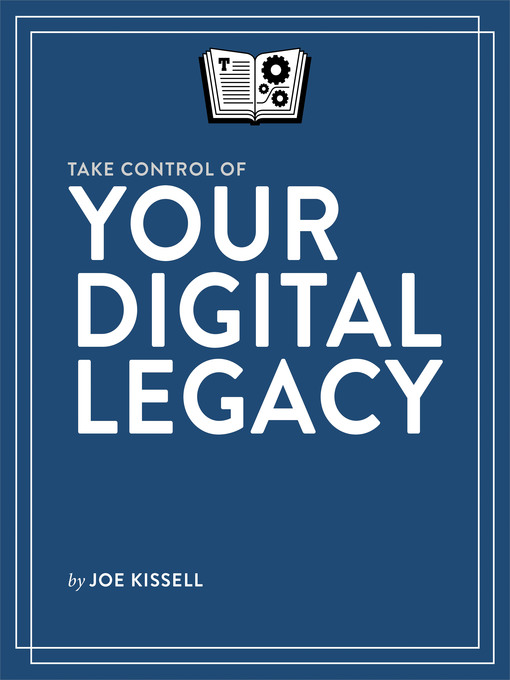 T
TAKE CONTROL OF
YOUR
DIGITAL
LEGACY
by JOE KISSELL